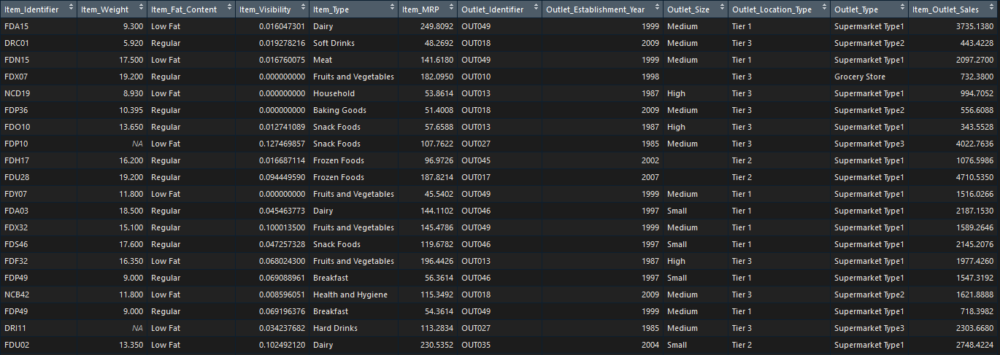 Item_Identifier Item_Weight Item_Fat_Content Item_Visibility Item_Type Item_MRP Outlet_Identifier Outlet_Establishment_Year Outlet_Size Outlet_Location_Type Outlet_Type Item_Outlet_Sales
FDA15 9.300 Low Fat 0.016047301 Dairy 249.8092 OUT049 1999 Medium Tier 1 Supermarket Type1 3735.1380
DRC01 5.920 Regular 0.019278216 Soft Drinks 48.2692 OUT018 2009 Medium Tier 3 Supermarket Type2 443.4228
FDN15 17.500 Low Fat 0.016760075 Meat 141.6180 OUT049 1999 Medium Tier 1 Supermarket Type1 2097.2700
FDX07 19.200 Regular 0.000000000 Fruits and Vegetables 182.0950 OUT010 1998 Tier 3 Grocery Store 732.3800
NCD19 8.930 Low Fat 0.000000000 Household 53.8614 OUT013 1987 High Tier 3 Supermarket Type1 994.7052
FDP36 10.395 Regular 0.000000000 Baking Goods 51.4008 OUT018 2009 Medium Tier 3 Supermarket Type2 556.6088
FDO10 13.650 Regular 0.012741089 Snack Foods 57.6588 OUT013 1987 High Tier 3 Supermarket Type1 343.5528
FDP10 NA Low Fat 0.127469857 Snack Foods 107.7622 OUT027 1985 Medium Tier 3 Supermarket Type3 4022.7636
FDH17 16.200 Regular 0.016687114 Frozen Foods 96.9726 OUT045 2002 Tier 2 Supermarket Type1 1076.5986
FDU28 19.200 Regular 0.094449590 Frozen Foods 187.8214 OUT017 2007 Tier 2 Supermarket Type1 4710.5350
FDY07 11.800 Low Fat 0.000000000 Fruits and Vegetables 45.5402 OUT049 1999 Medium Tier 1 Supermarket Type1 1516.0266
FDA03 18.500 Regular 0.045463773 Dairy 144.1102 OUT046 1997 Small Tier 1 Supermarket Type1 2187.1530
FDX32 15.100 Regular 0.100013500 Fruits and Vegetables 145.4786 OUT049 1999 Medium Tier 1 Supermarket Type1 1589.2646
FDS46 17.600 Regular 0.047257328 Snack Foods 119.6782 OUT046 1997 Small Tier 1 Supermarket Type1 2145.2076
FDF32 16.350 Low Fat 0.068024300 Fruits and Vegetables 196.4426 OUT013 1987 High Tier 3 Supermarket Type1 1977.4260
FDP49 9.000 Regular 0.069088961 Breakfast 56.3614 OUT046 1997 Small Tier 1 Supermarket Type1 1547.3192
NCB42 11.800 Low Fat 0.008596051 Health and Hygiene 115.3492 OUT018 2009 Medium Tier 3 Supermarket Type2 1621.8888
FDP49 9.000 Regular 0.069196376 Breakfast 54.3614 OUT049 1999 Medium Tier 1 Supermarket Type1 718.3982
DRI11 NA Low Fat 0.034237682 Hard Drinks 113.2834 OUT027 1985 Medium Tier 3 Supermarket Type3 2303.6680
FDU02 13.350 Low Fat 0.102492120 Dairy 230.5352 OUT035 2004 Small Tier 2 Supermarket Type1 2748.4224